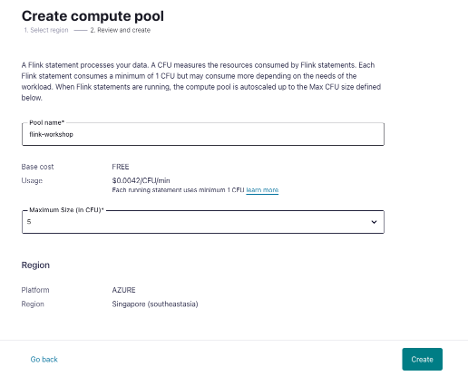 Create compute pool
1. Select region 2. Review and create
A Flink statement processes your data. A CFU measures the resources consumed by Flink statements. Each
Flink statement consumes a minimum of 1 CFU but may consume more depending on the needs of the
workload. When Flink statements are running, the compute pool is autoscaled up to the Max CFU size defined
below.
Pool name*
flink-workshop
Base cost FREE
Usage $0.0042/CFU/min
Each running statement uses minimum 1 CFU learn more
Maximum Size (in CFU)*
5
Region
Platform AZURE
Region Singapore (southeastasia)
Go back Create